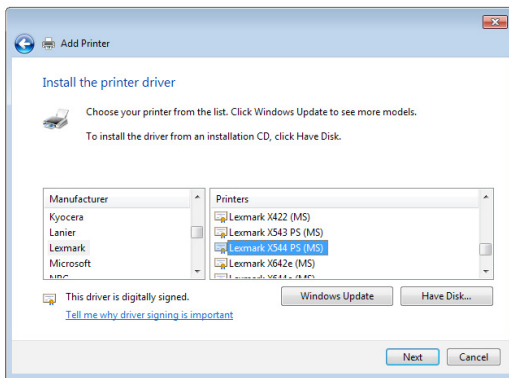 Add Printer
Install the printer driver
Choose your printer from the list. Click Windows Update to see more models.
To install the driver from an installation CD, click Have Disk.
Manufacturer
Kyocera
Lanier
Lexmark
Microsoft
Printers
Lexmark X422 (MS)
Lexmark X543 PS (MS)
Lexmark X544 PS (MS)
Lexmark X642e (MS)
This driver is digitally signed.
Tell me why driver signing is important
Windows Update
Have Disk...
Next
Cancel